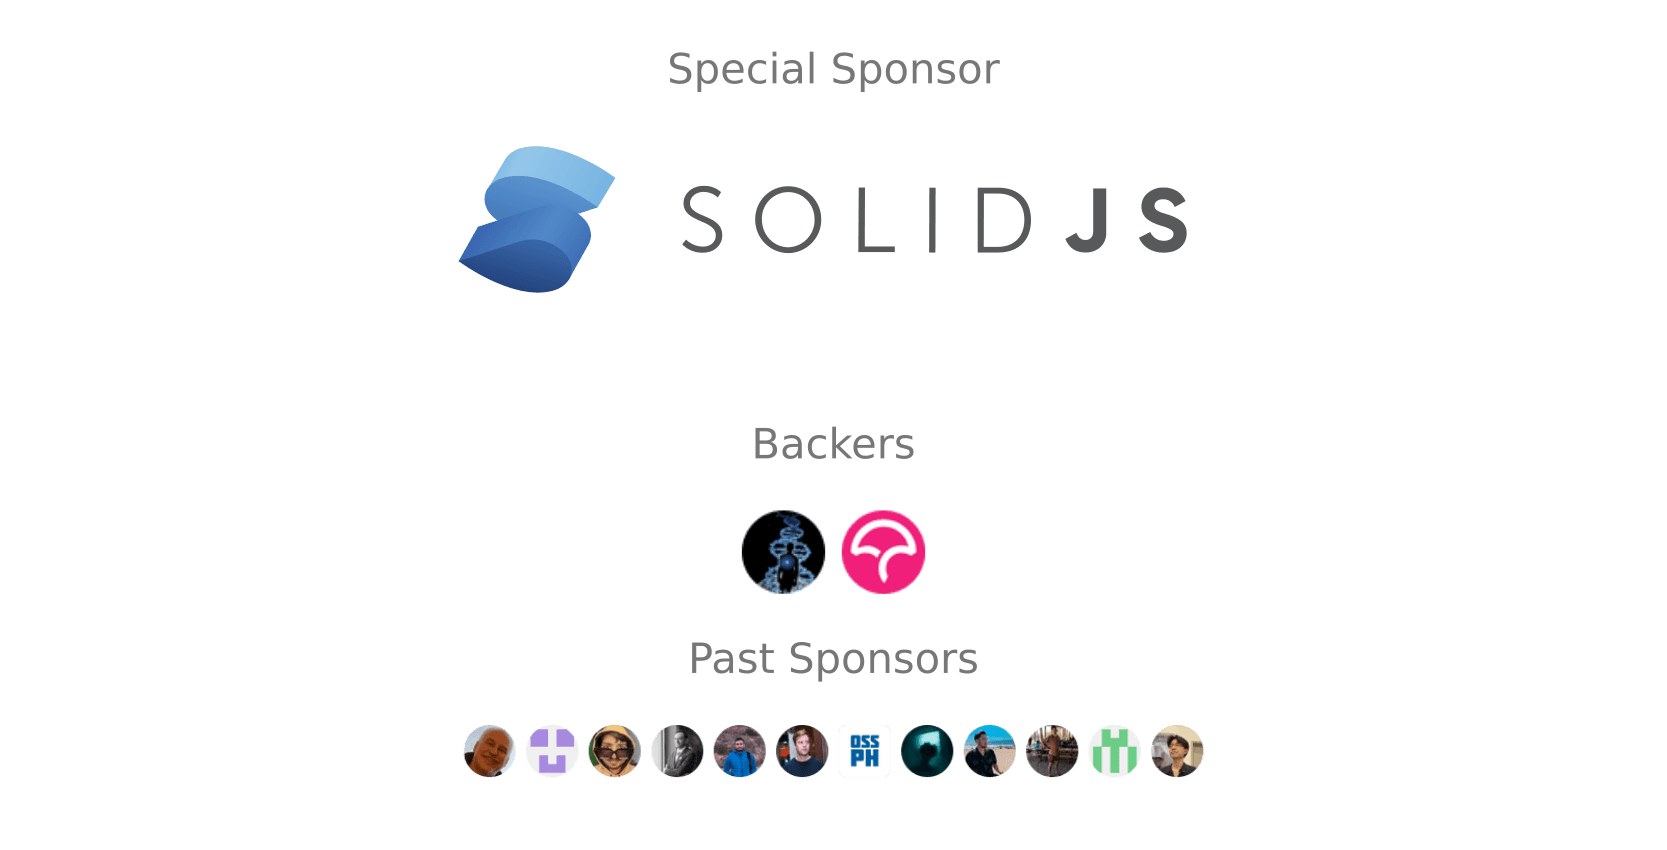 Special Sponsor
SOLIDJS
Backers
Past Sponsors
OSS
PH